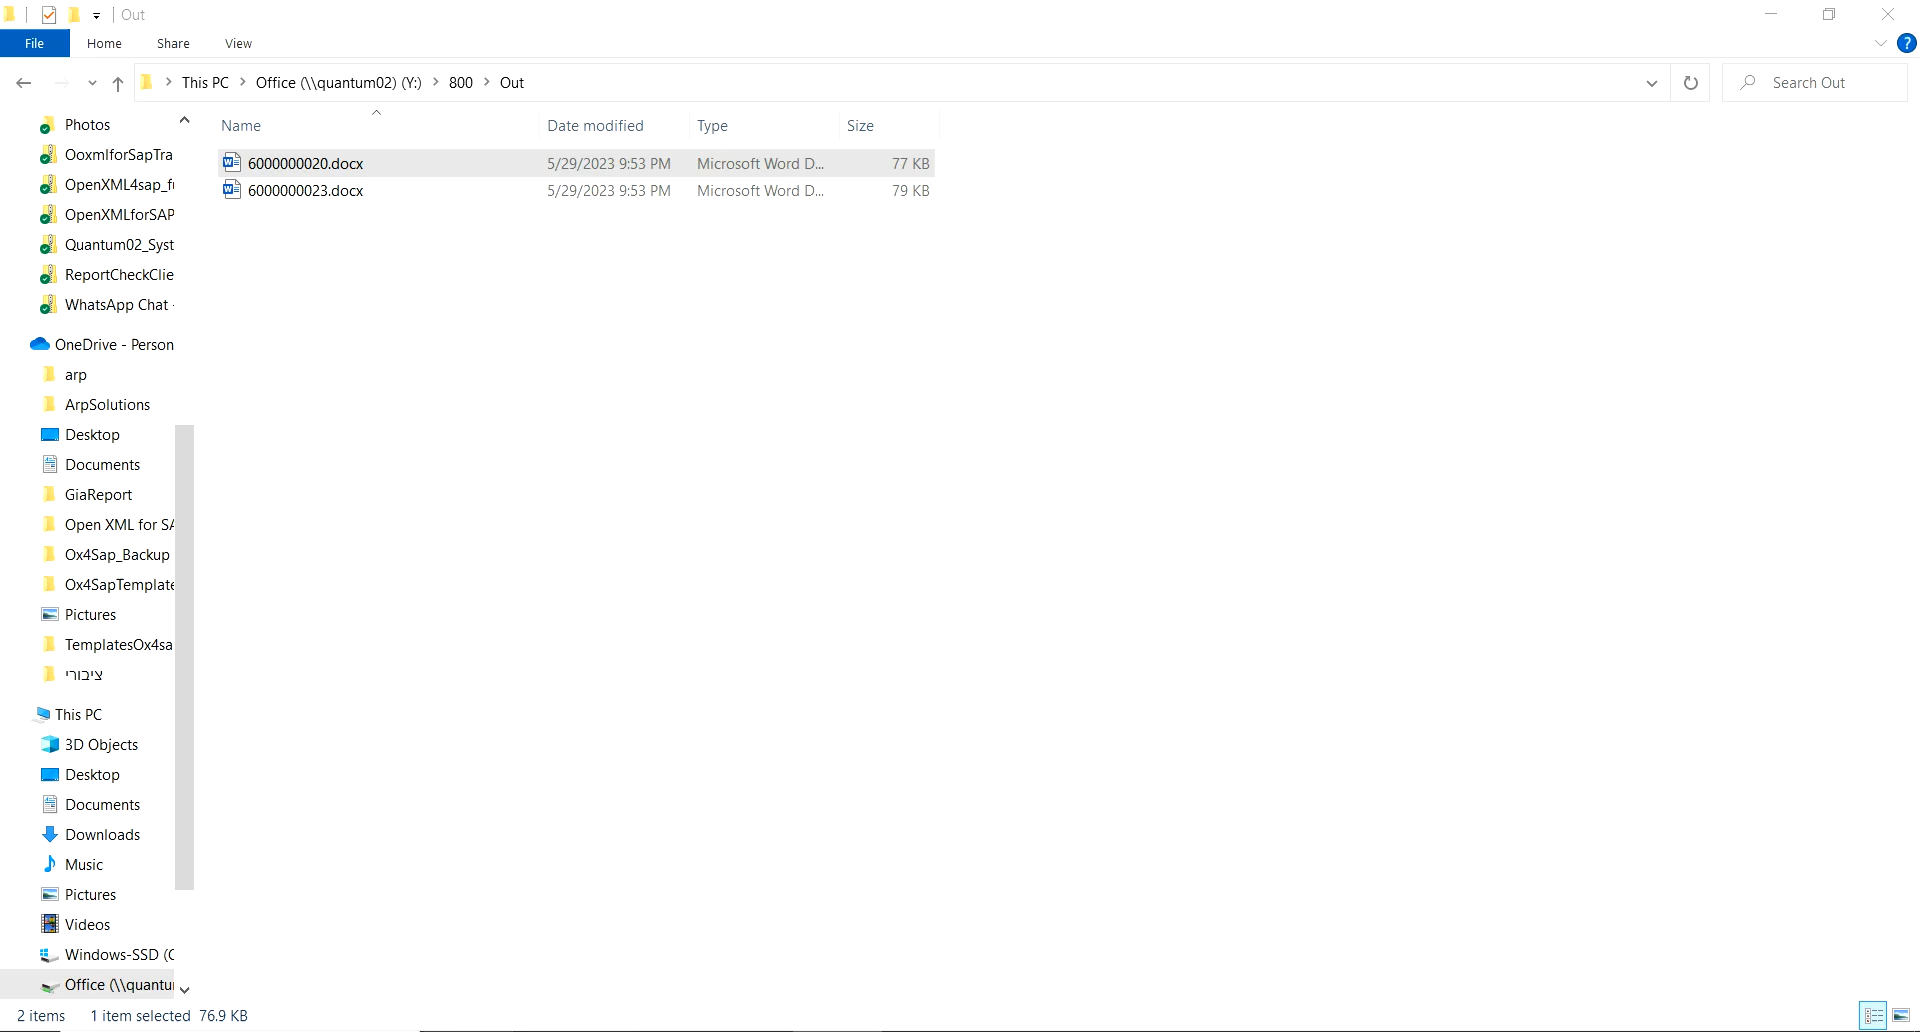 Out
File Home Share View
This PC Office (\\quantum02) (Y:) 800 Out Search Out
Name Date modified Type Size
6000000020.docx 5/29/2023 9:53 PM Microsoft Word D... 77 KB
6000000023.docx 5/29/2023 9:53 PM Microsoft Word D... 79 KB
Photos
OoxmlforSapTra
OpenXML4sap_f
OpenXMLforSAP
Quantum02_Syst
ReportCheckClie
WhatsApp Chat -
OneDrive - Person
arp
ArpSolutions
Desktop
Documents
GiaReport
Open XML for SA
Ox4Sap_Backup
Ox4SapTemplate
Pictures
TemplatesOx4sa
ציבורי
This PC
3D Objects
Desktop
Documents
Downloads
Music
Pictures
Videos
Windows-SSD (C
Office (\\quantu
2 items 1 item selected 76.9 KB